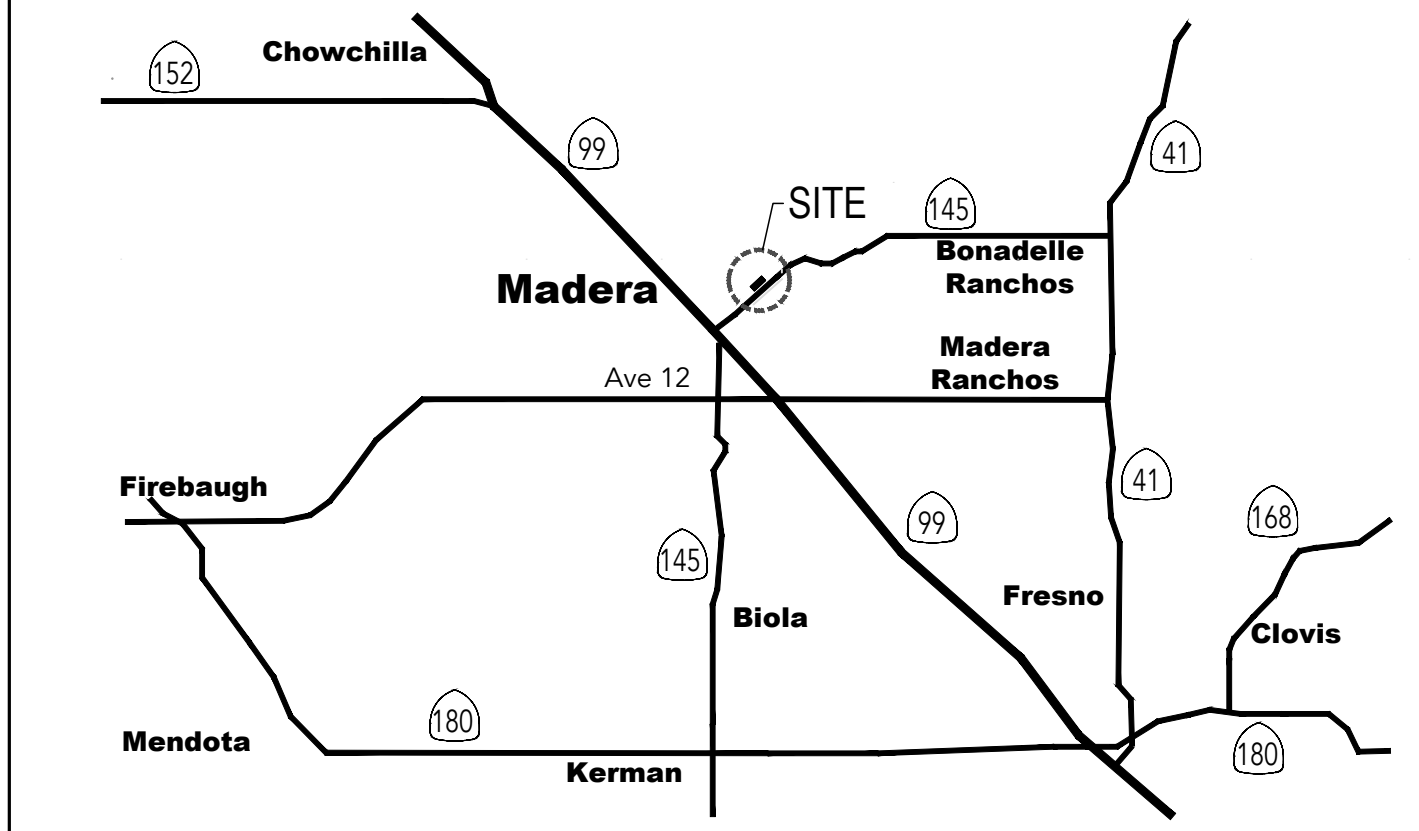 Chowchilla
152
99
41
SITE
145
Bonadelle
Ranchos
Madera
Madera
Ranchos
Ave 12
Firebaugh
41
99
168
145
Fresno
Biola
Clovis
180
Mendota
Kerman
180